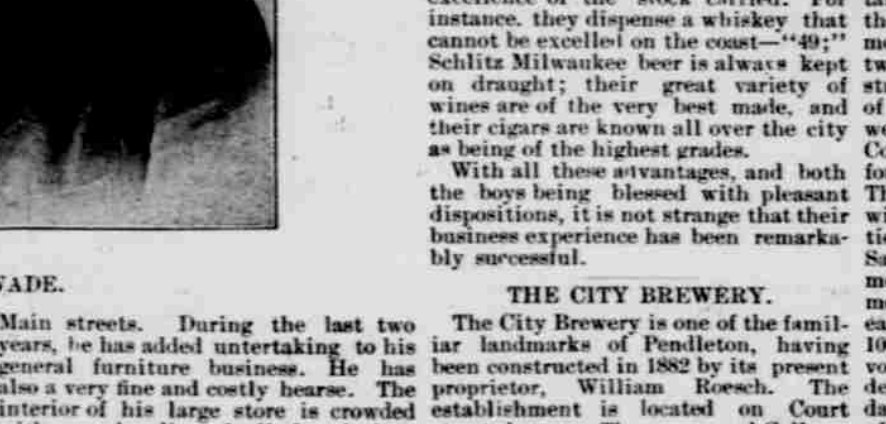 VADE.
Main streets. During the last two
years, he has added untertaking to his
general furniture business. He has
also a very fine and costly hearse. The
interior of his large store is crowded
excellence of the stock carried. For
instance, they dispense a whiskey that
cannot be excelled on the coast—"49;"
Schlitz Milwaukee beer is always kept
on draught; their great variety of
wines are of the very best made, and
their cigars are known all over the city
as being of the highest grades.
With all these advantages, and both
the boys being blessed with pleasant
dispositions, it is not strange that their
business experience has been remarka-
bly successful.
THE CITY BREWERY.
The City Brewery is one of the famil-
iar landmarks of Pendleton, having
been constructed in 1882 by its present
proprietor, William Roesch. The
establishment is located on Court